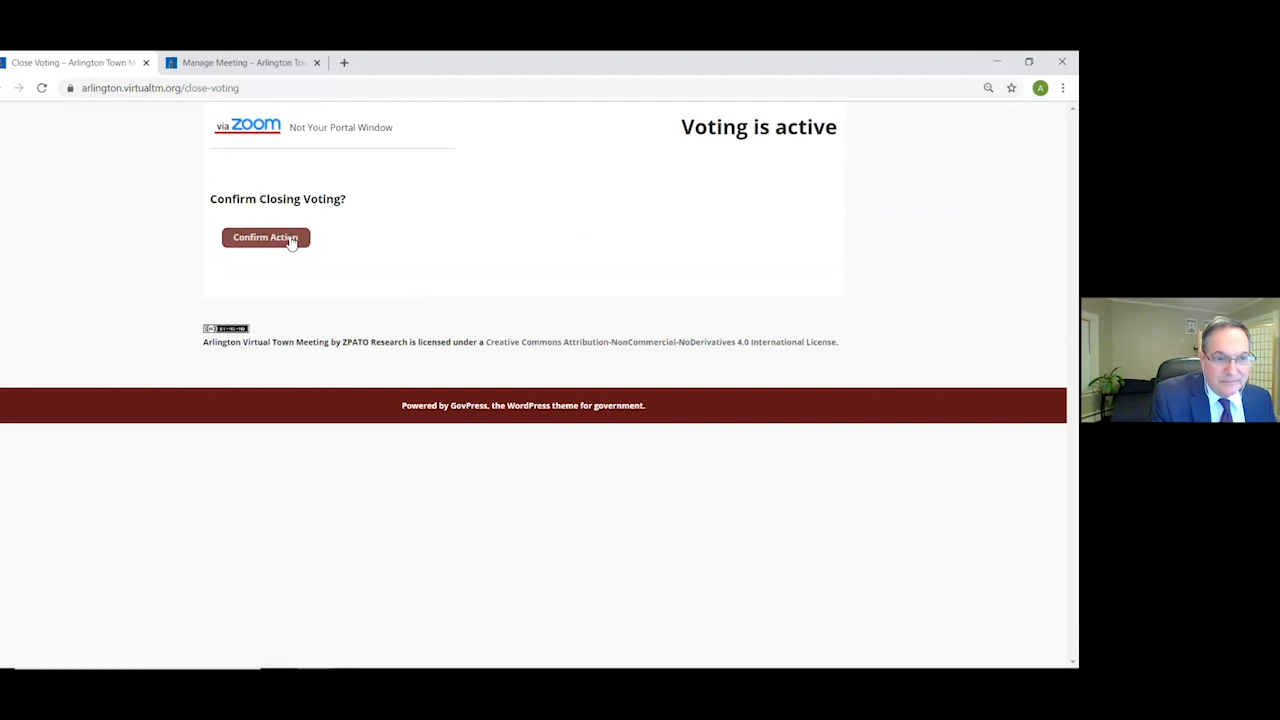 Close Voting – Arlington Town M
Manage Meeting – Arlington Tow
arlington.virtualtm.org/close-voting
A
via zoom Not Your Portal Window
Voting is active
Confirm Closing Voting?
Confirm Action
Arlington Virtual Town Meeting by ZPATO Research is licensed under a Creative Commons Attribution-NonCommercial-NoDerivatives 4.0 International License.
Powered by GovPress, the WordPress theme for government.